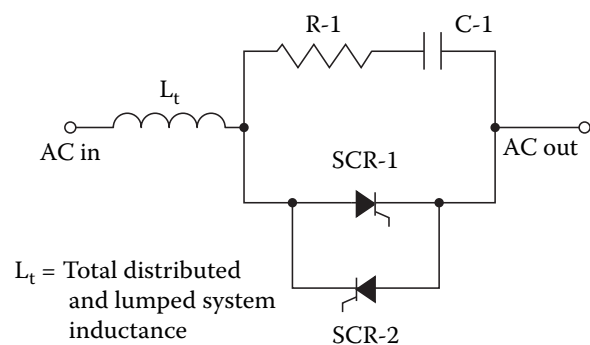 R-1
C-1
Lt
AC in
AC out
SCR-1
Lt = Total distributed
and lumped system
inductance
SCR-2